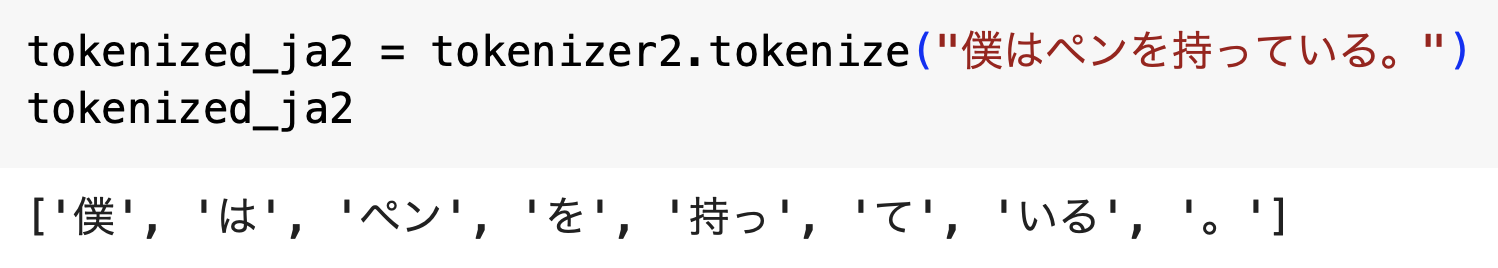 tokenized_ja2 = tokenizer2.tokenize("僕はペンを持っている。")
tokenized_ja2
['僕', 'は', 'ペン', 'を', '持っ', 'て', 'いる', '。']